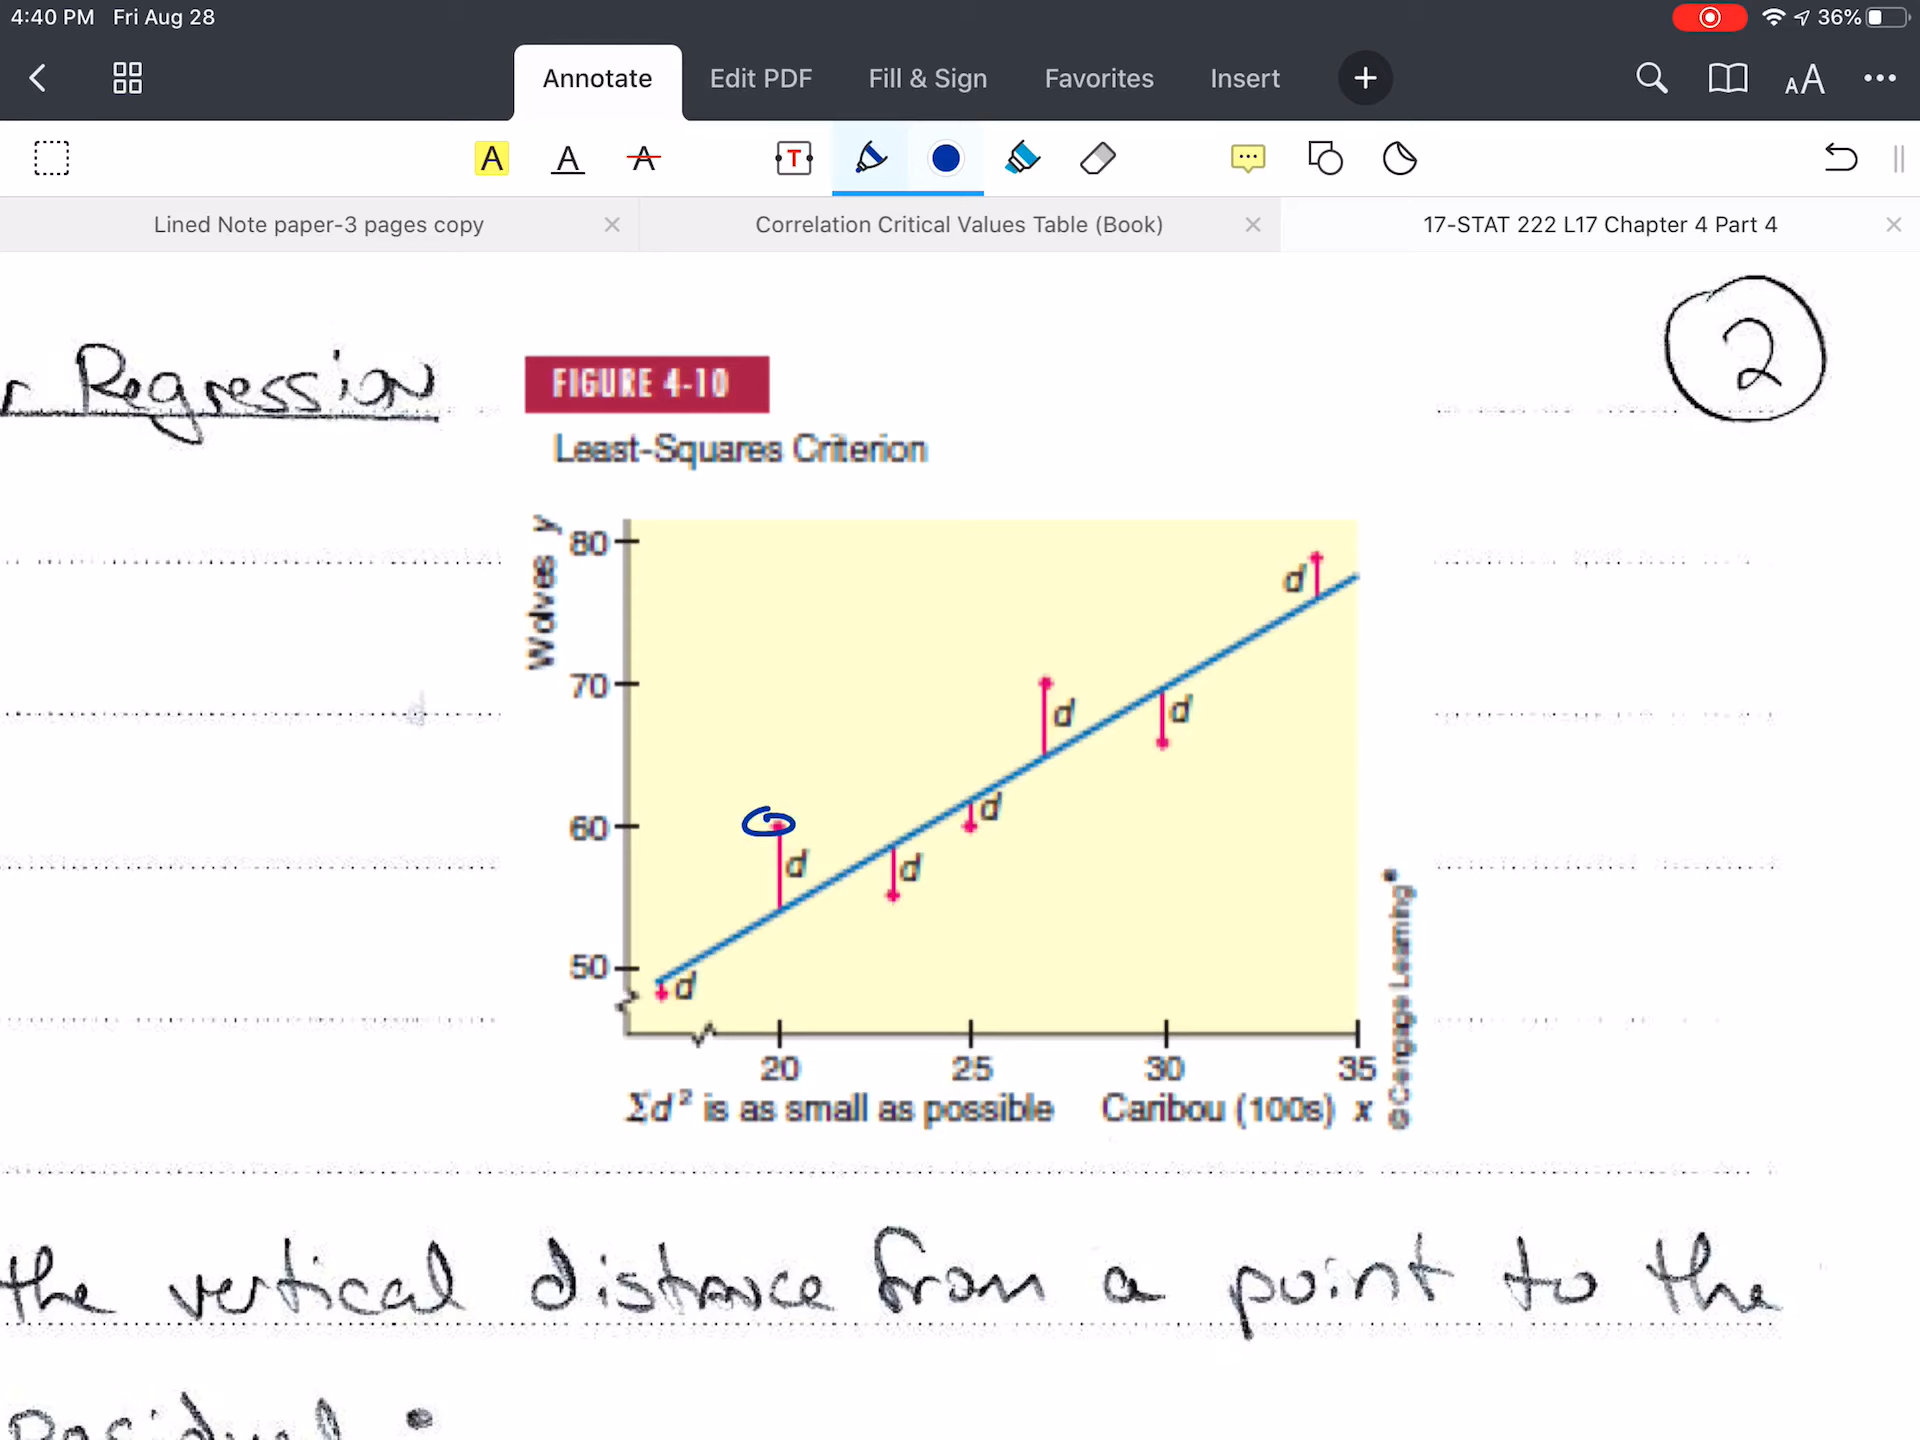 4:40 PM Fri Aug 28
36%
Annotate Edit PDF Fill & Sign Favorites Insert
A A A T
Lined Note paper-3 pages copy Correlation Critical Values Table (Book) 17-STAT 222 L17 Chapter 4 Part 4
r Regression
2
FIGURE 4-10
Least-Squares Criterion
Wolves y
80
70
60
50
d
d
d
d
d
d
d
20 25 30 35
Σd² is as small as possible Caribou (100s) x
©Cengage Learning
the vertical distance from a point to the
Residual